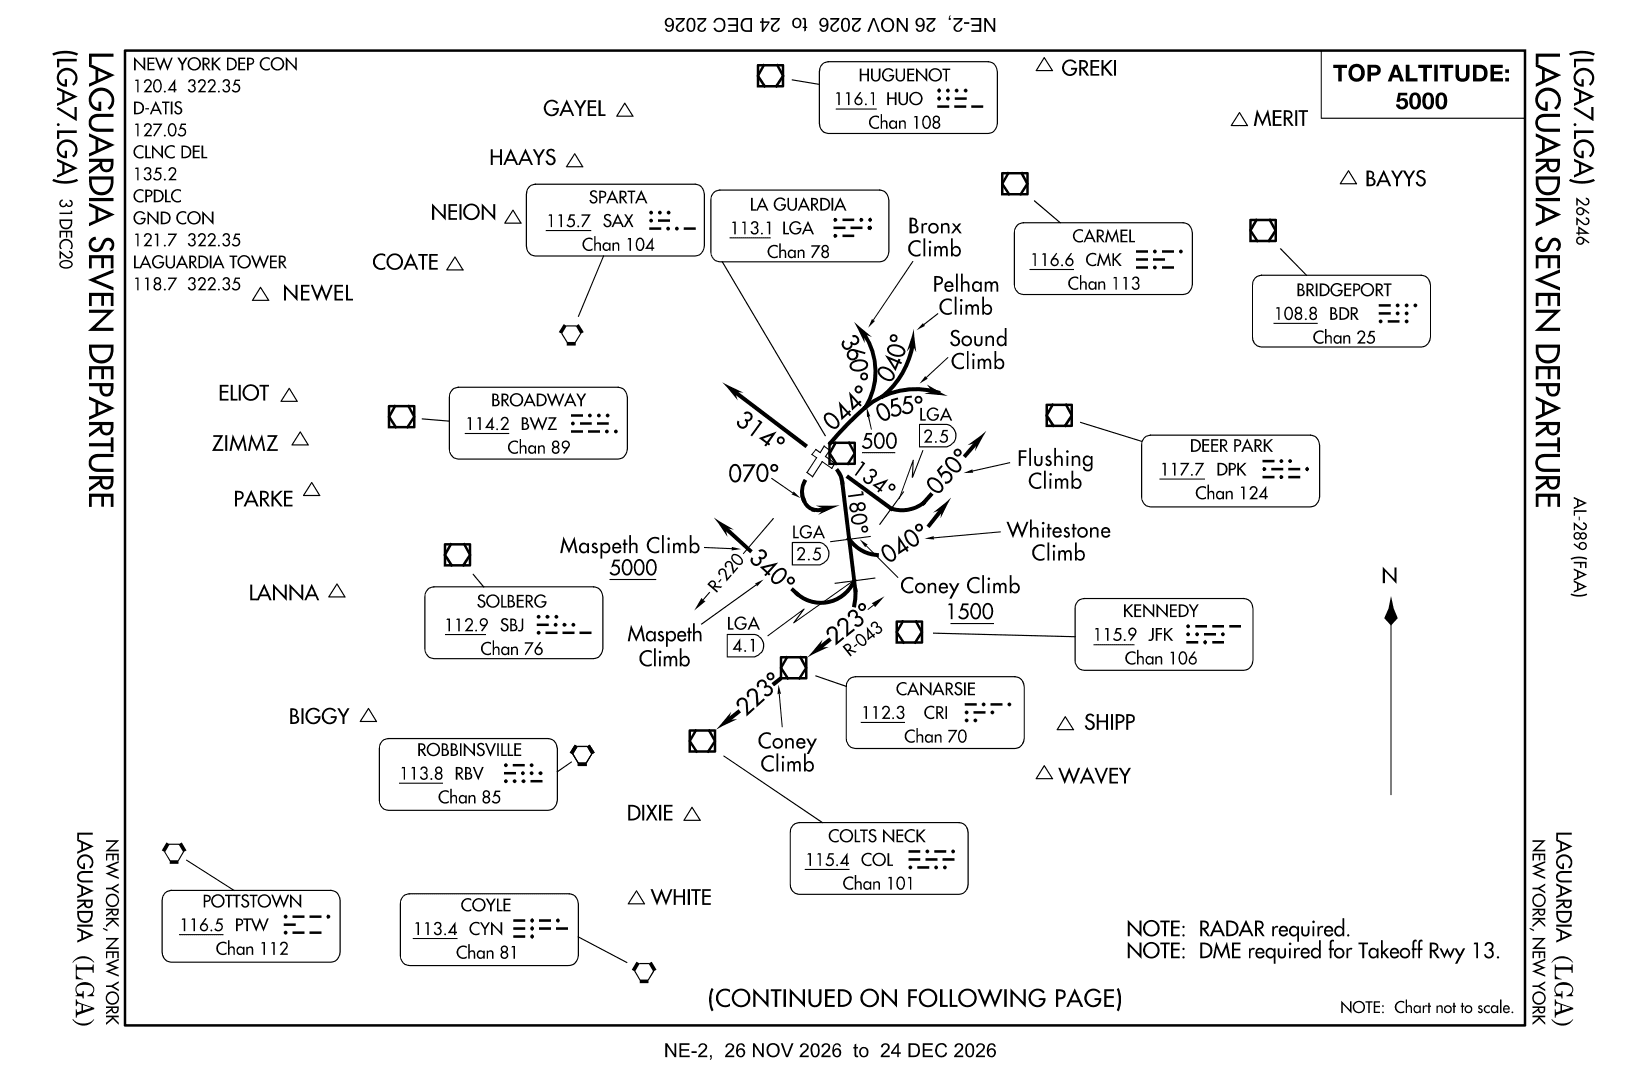 NE-2, 26 NOV 2026 to 24 DEC 2026
(LGA7.LGA) 31DEC20
LAGUARDIA SEVEN DEPARTURE
LAGUARDIA (LGA)
NEW YORK, NEW YORK
NEW YORK DEP CON
120.4 322.35
D-ATIS
127.05
CLNC DEL
135.2
CPDLC
GND CON
121.7 322.35
LAGUARDIA TOWER
118.7 322.35
TOP ALTITUDE:
5000
HUGUENOT
116.1 HUO
Chan 108
GREKI
GAYEL
MERIT
HAAYS
BAYYS
NEION
SPARTA
115.7 SAX
Chan 104
LA GUARDIA
113.1 LGA
Chan 78
Bronx
Climb
CARMEL
116.6 CMK
Chan 113
COATE
NEWEL
Pelham
Climb
BRIDGEPORT
108.8 BDR
Chan 25
Sound
Climb
360°
040°
044°
055°
ELIOT
BROADWAY
114.2 BWZ
Chan 89
314°
LGA
2.5
500
ZIMMZ
DEER PARK
117.7 DPK
Chan 124
Flushing
Climb
070°
134°
050°
PARKE
180°
LGA
2.5
040°
Whitestone
Climb
Maspeth Climb
5000
R-220
340°
Coney Climb
1500
LANNA
SOLBERG
112.9 SBJ
Chan 76
Maspeth
Climb
LGA
4.1
223°
R-043
KENNEDY
115.9 JFK
Chan 106
N
223°
CANARSIE
112.3 CRI
Chan 70
BIGGY
SHIPP
Coney
Climb
ROBBINSVILLE
113.8 RBV
Chan 85
WAVEY
DIXIE
COLTS NECK
115.4 COL
Chan 101
POTTSTOWN
116.5 PTW
Chan 112
COYLE
113.4 CYN
Chan 81
WHITE
NOTE: RADAR required.
NOTE: DME required for Takeoff Rwy 13.
(CONTINUED ON FOLLOWING PAGE)
NOTE: Chart not to scale.
LAGUARDIA SEVEN DEPARTURE
(LGA7.LGA) 26246
AL-289 (FAA)
LAGUARDIA (LGA)
NEW YORK, NEW YORK
NE-2, 26 NOV 2026 to 24 DEC 2026